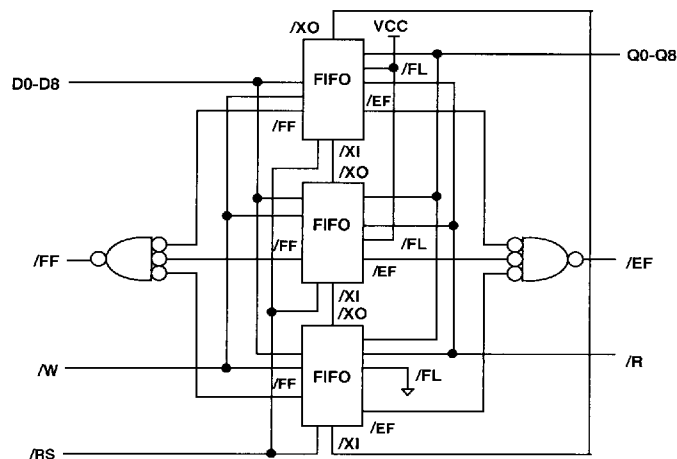 /XO
VCC
Q0-Q8
D0-D8
FIFO
/FL
/EF
/FF
/XI
/XO
FIFO
/FF
/FL
/FF
/EF
/EF
/XI
/XO
/W
/FF
FIFO
/FL
/R
/EF
/XI
/RS